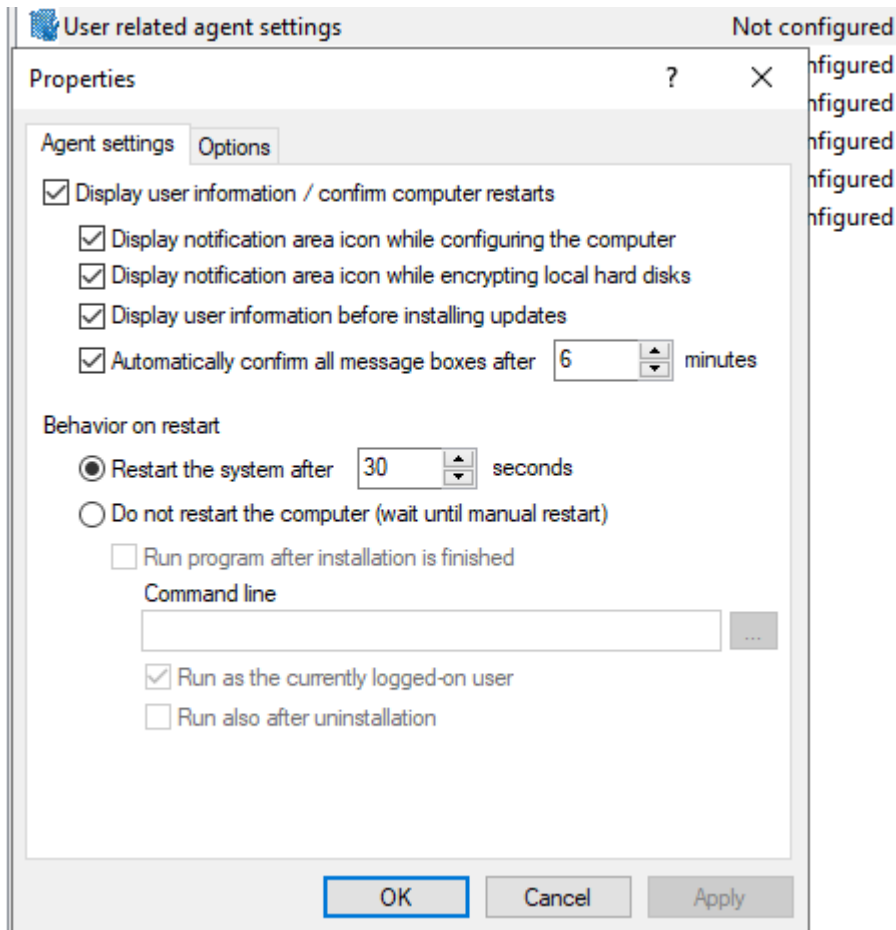 User related agent settings Not configured
Properties ? nfigured
nfigured
Agent settings Options nfigured
Display user information / confirm computer restarts nfigured
Display notification area icon while configuring the computer nfigured
Display notification area icon while encrypting local hard disks
Display user information before installing updates
Automatically confirm all message boxes after 6 minutes
Behavior on restart
Restart the system after 30 seconds
Do not restart the computer (wait until manual restart)
Run program after installation is finished
Command line
...
Run as the currently logged-on user
Run also after uninstallation
OK Cancel Apply